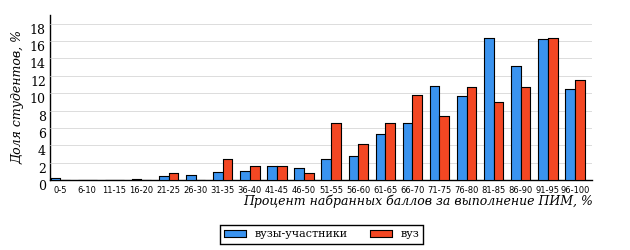 Доля студентов, %
18
16
14
12
10
8
6
4
2
0
0-5 6-10 11-15 16-20 21-25 26-30 31-35 36-40 41-45 46-50 51-55 56-60 61-65 66-70 71-75 76-80 81-85 86-90 91-95 96-100
Процент набранных баллов за выполнение ПИМ, %
вузы-участники вуз